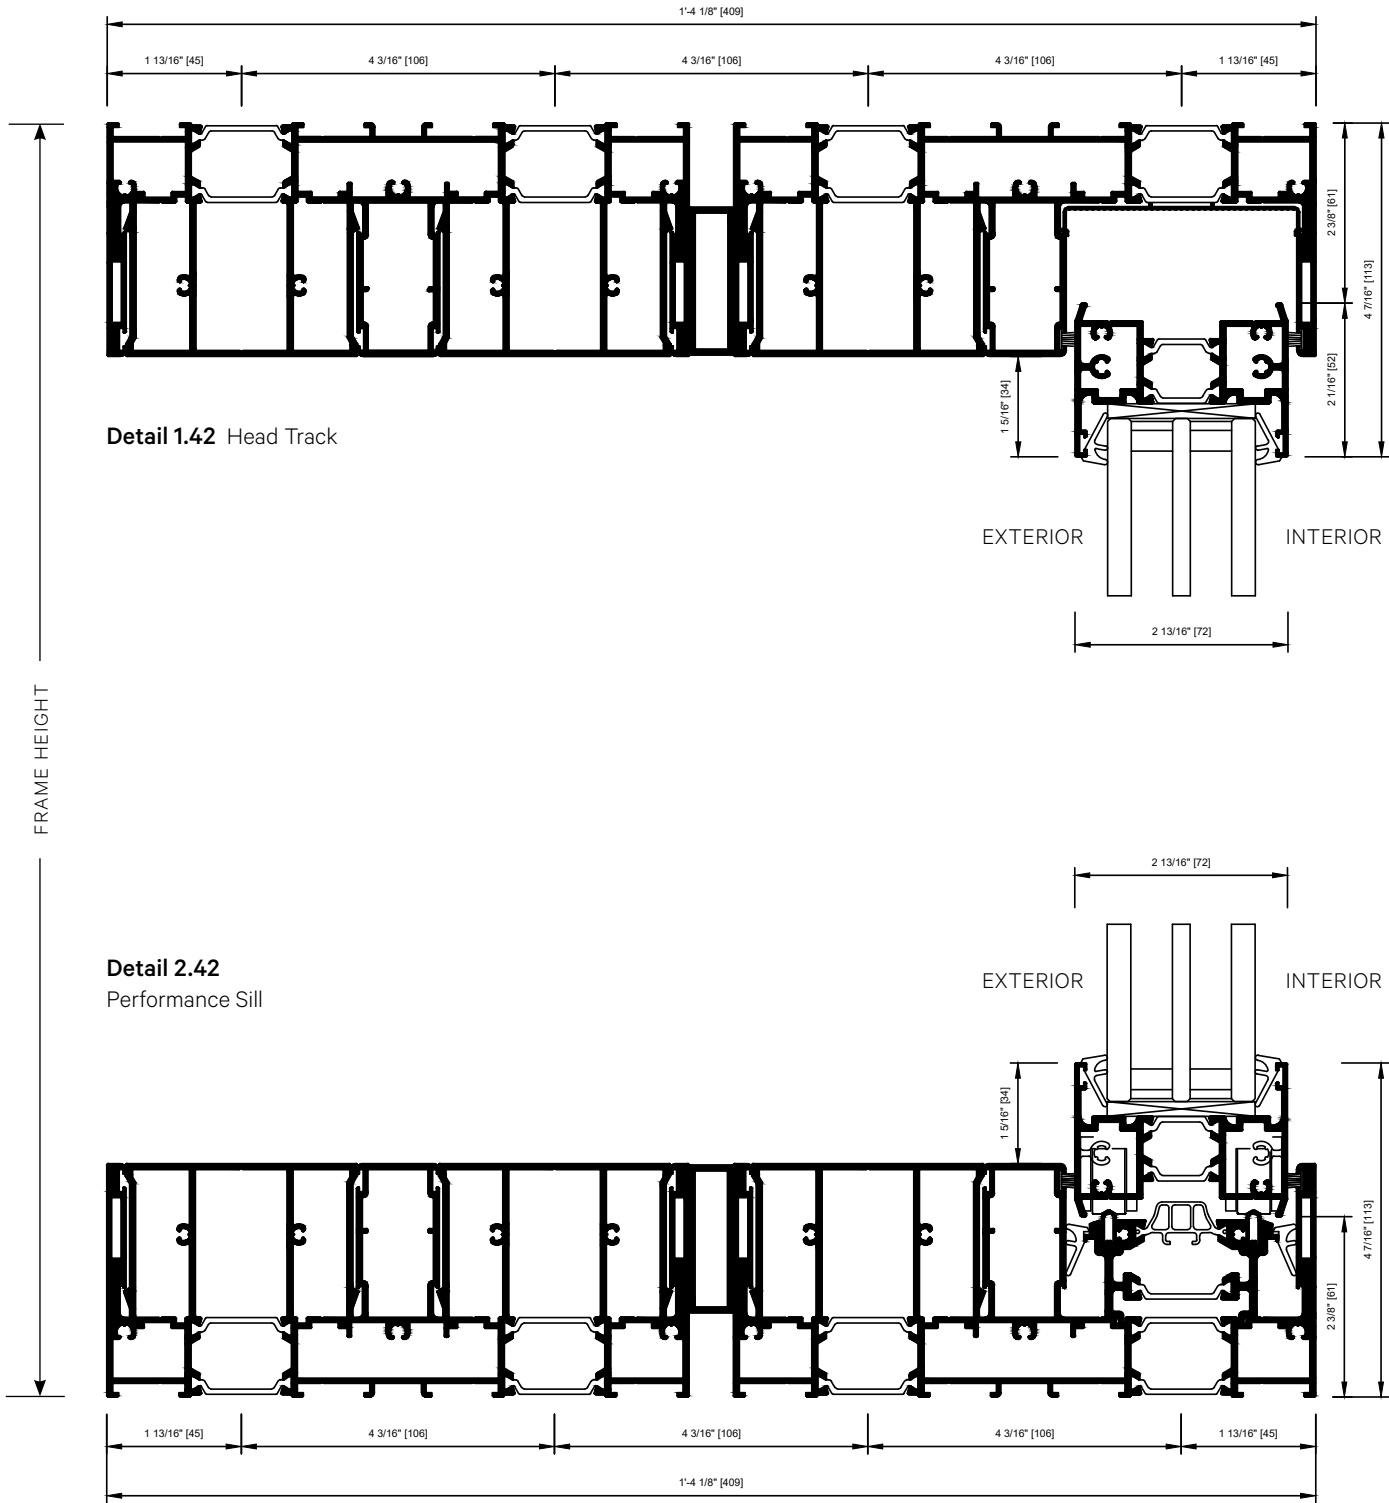 1'-4 1/8" [409]
1 13/16" [45]
4 3/16" [106]
4 3/16" [106]
4 3/16" [106]
1 13/16" [45]
2 3/8" [61]
4 7/16" [113]
2 1/16" [52]
1 5/16" [34]
Detail 1.42 Head Track
EXTERIOR
INTERIOR
2 13/16" [72]
FRAME HEIGHT
2 13/16" [72]
Detail 2.42
Performance Sill
EXTERIOR
INTERIOR
1 5/16" [34]
4 7/16" [113]
2 3/8" [61]
1 13/16" [45]
4 3/16" [106]
4 3/16" [106]
4 3/16" [106]
1 13/16" [45]
1'-4 1/8" [409]